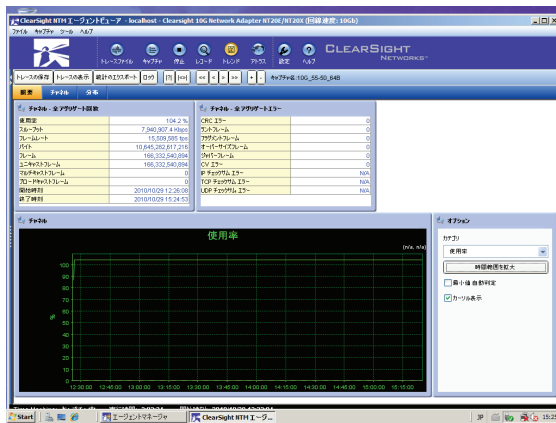 ClearSight NTM エージェントビューア - localhost - Clearsight 10G Network Adapter NT20E/NT20X (回線速度: 10Gb)
ファイル キャプチャ ツール ヘルプ
トレースファイル キャプチャ 停止 レコード トレンド アトラス 設定 ヘルプ
CLEARSIGHT
NETWORKS
トレースの保存 トレースの表示 統計のエクスポート ログ キャプチャ名:10G_55-50_64B
概要 チャネル 分布
チャネル - 全アグリゲート回数
使用率 104.2 %
スループット 7,940,907.4 Kbps
フレームレート 15,509,585 fps
バイト 10,645,282,617,216
フレーム 166,332,540,894
ユニキャストフレーム 166,332,540,894
マルチキャストフレーム 0
ブロードキャストフレーム 0
開始時刻 2010/10/29 12:26:08
終了時刻 2010/10/29 15:24:53
チャネル - 全アグリゲートエラー
CRC エラー 0
ラントフレーム 0
フラグメントフレーム 0
オーバーサイズフレーム 0
ジャバーフレーム 0
CV エラー 0
IP チェックサム エラー N/A
TCP チェックサム エラー N/A
UDP チェックサム エラー N/A
チャネル
使用率
(n/a, n/a)
%
100
90
80
70
60
50
40
30
20
10
0
12:30:00 12:45:00 13:00:00 13:15:00 13:30:00 13:45:00 14:00:00 14:15:00 14:30:00 14:45:00 15:00:00 15:15:00
オプション
カテゴリ
使用率
時間範囲を拡大
最小値 自動判定
カーソル表示
Start エージェントマネージャ ClearSight NTM エージ... JP 15:25